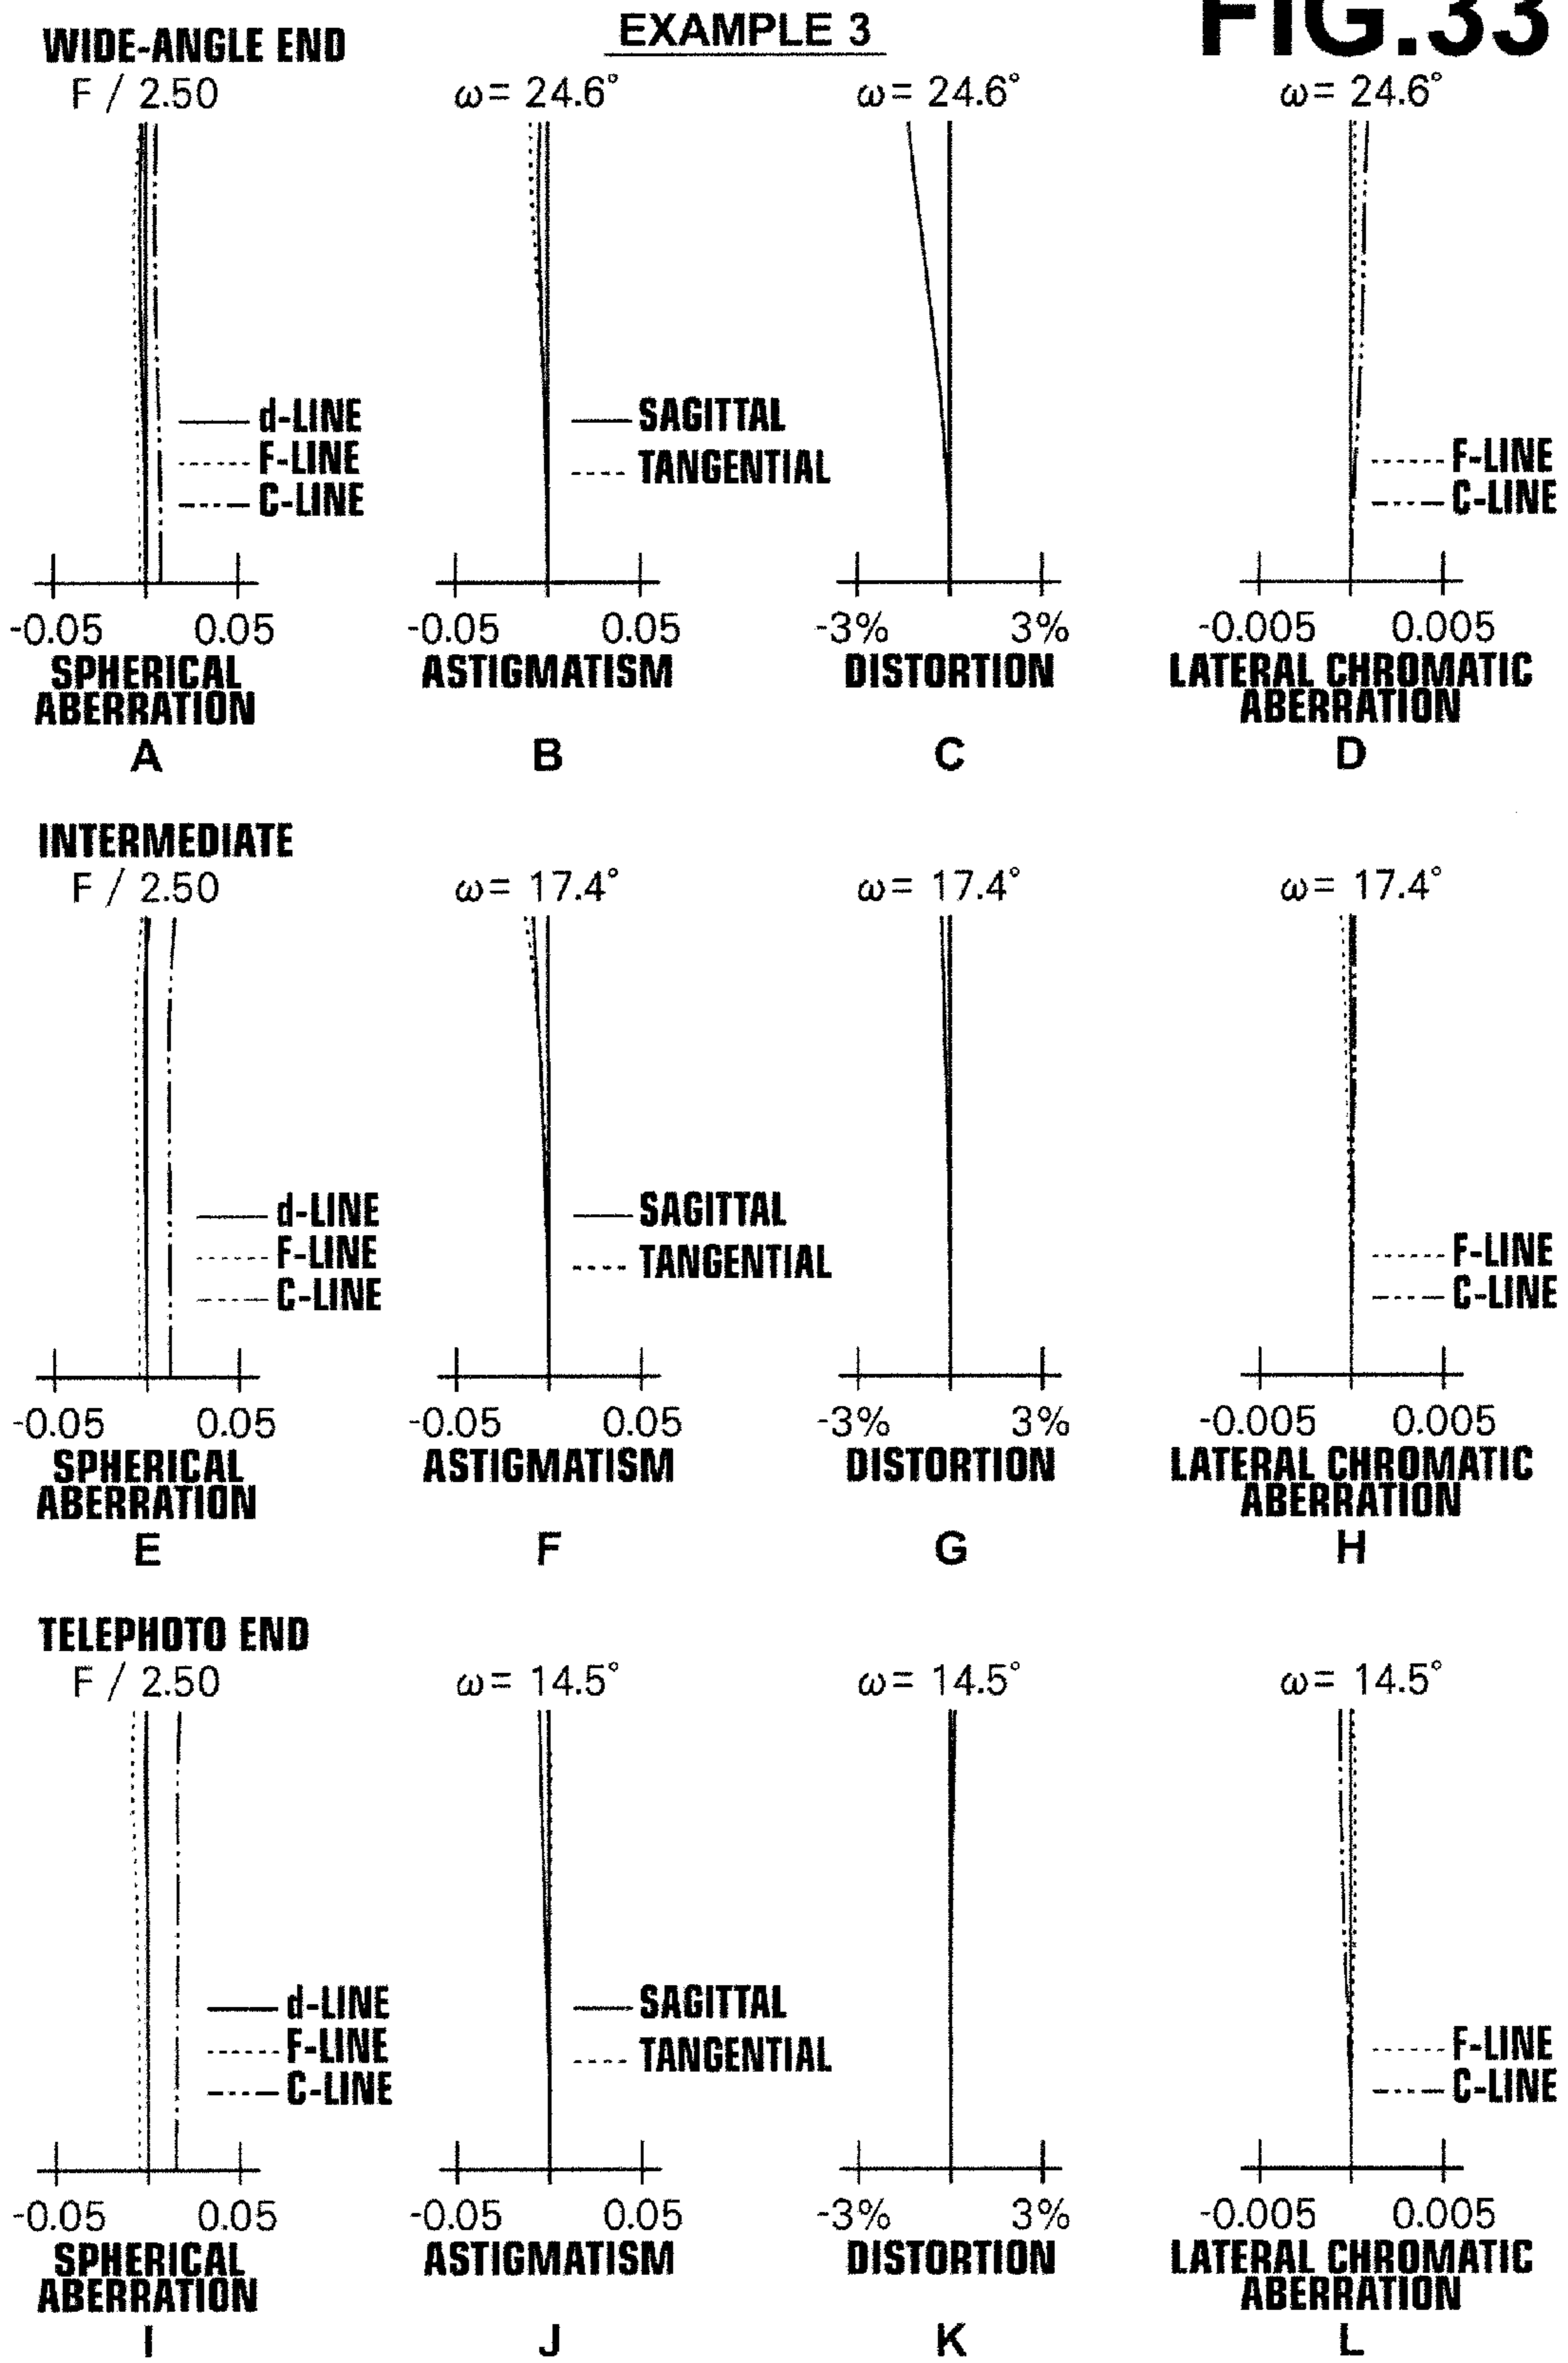 FIG.33
EXAMPLE 3
WIDE-ANGLE END
F / 2.50
ω= 24.6°
ω= 24.6°
ω= 24.6°
d-LINE
F-LINE
C-LINE
SAGITTAL
TANGENTIAL
F-LINE
C-LINE
-0.05 0.05
-0.05 0.05
-3% 3%
-0.005 0.005
SPHERICAL
ABERRATION
ASTIGMATISM
DISTORTION
LATERAL CHROMATIC
ABERRATION
A
B
C
D
INTERMEDIATE
F / 2.50
ω= 17.4°
ω= 17.4°
ω= 17.4°
d-LINE
F-LINE
C-LINE
SAGITTAL
TANGENTIAL
F-LINE
C-LINE
-0.05 0.05
-0.05 0.05
-3% 3%
-0.005 0.005
SPHERICAL
ABERRATION
ASTIGMATISM
DISTORTION
LATERAL CHROMATIC
ABERRATION
E
F
G
H
TELEPHOTO END
F / 2.50
ω= 14.5°
ω= 14.5°
ω= 14.5°
d-LINE
F-LINE
C-LINE
SAGITTAL
TANGENTIAL
F-LINE
C-LINE
-0.05 0.05
-0.05 0.05
-3% 3%
-0.005 0.005
SPHERICAL
ABERRATION
ASTIGMATISM
DISTORTION
LATERAL CHROMATIC
ABERRATION
I
J
K
L